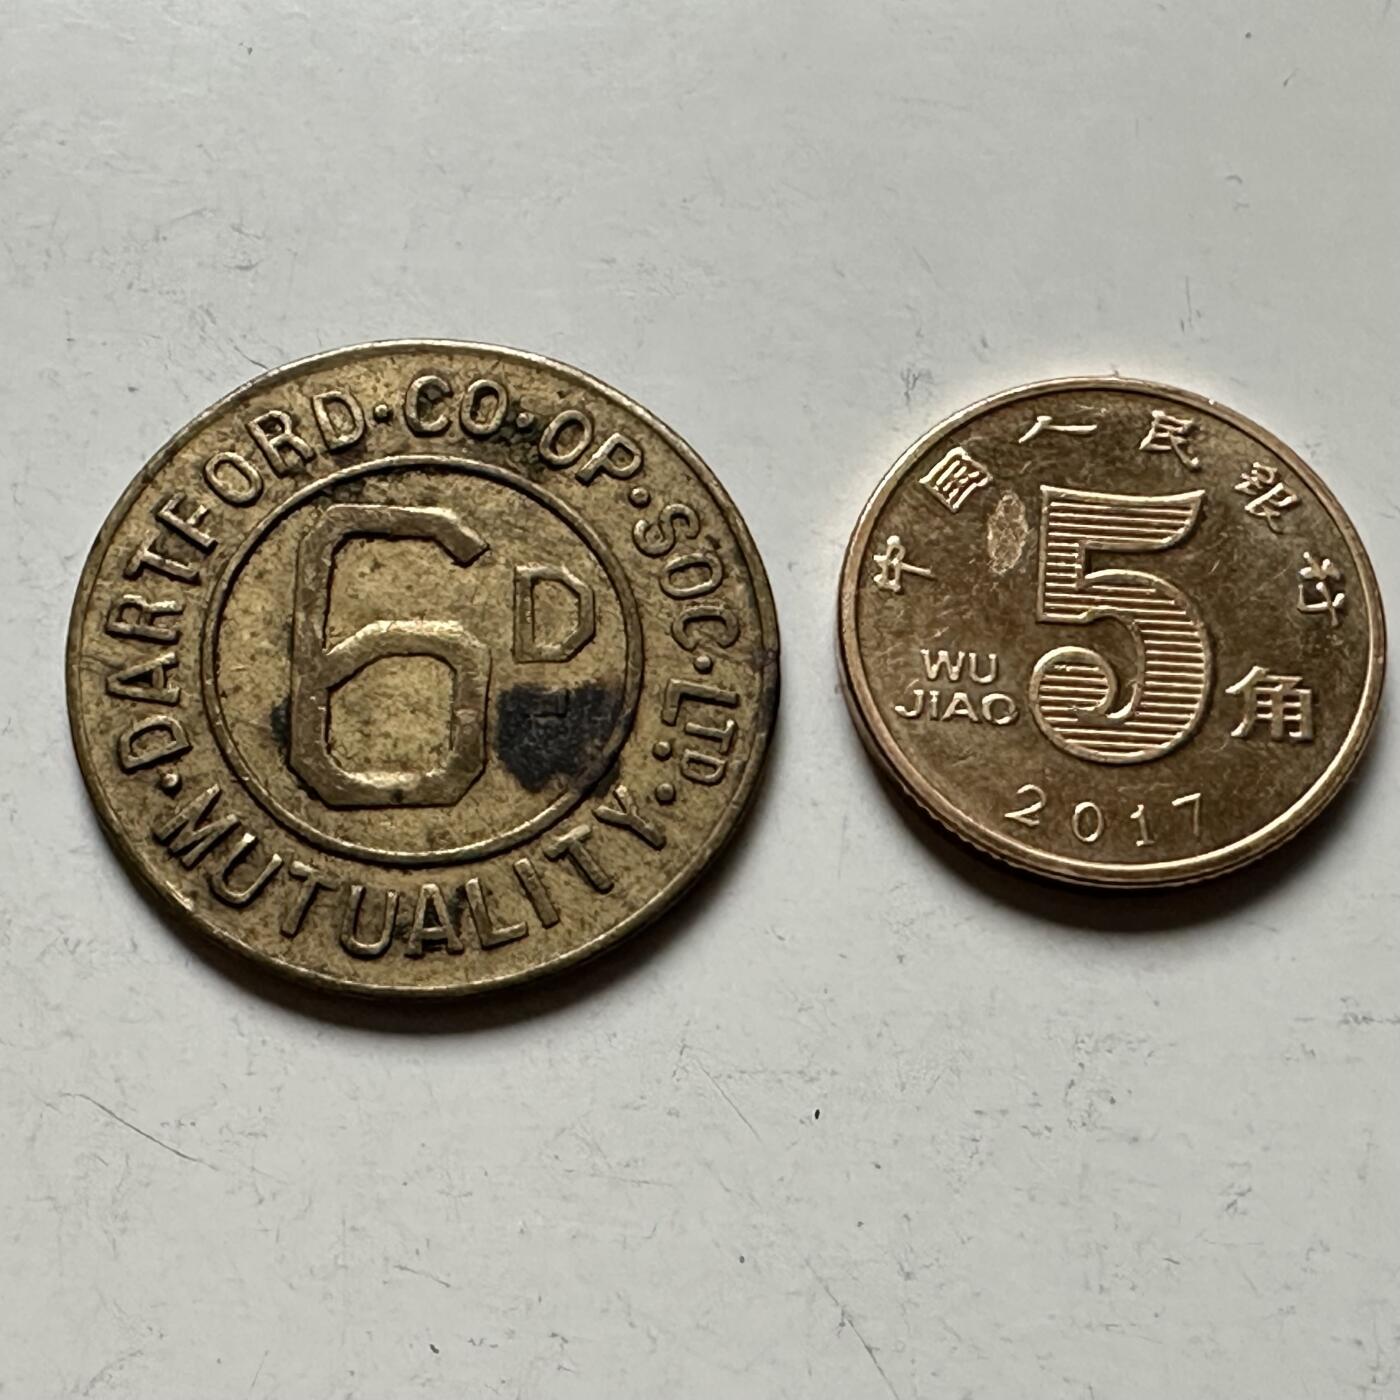 ·DARTFORD·CO·OP·SOC·LTD·
6D
MUTUALITY
中国人民银行
5角
WU
JIAO
2017